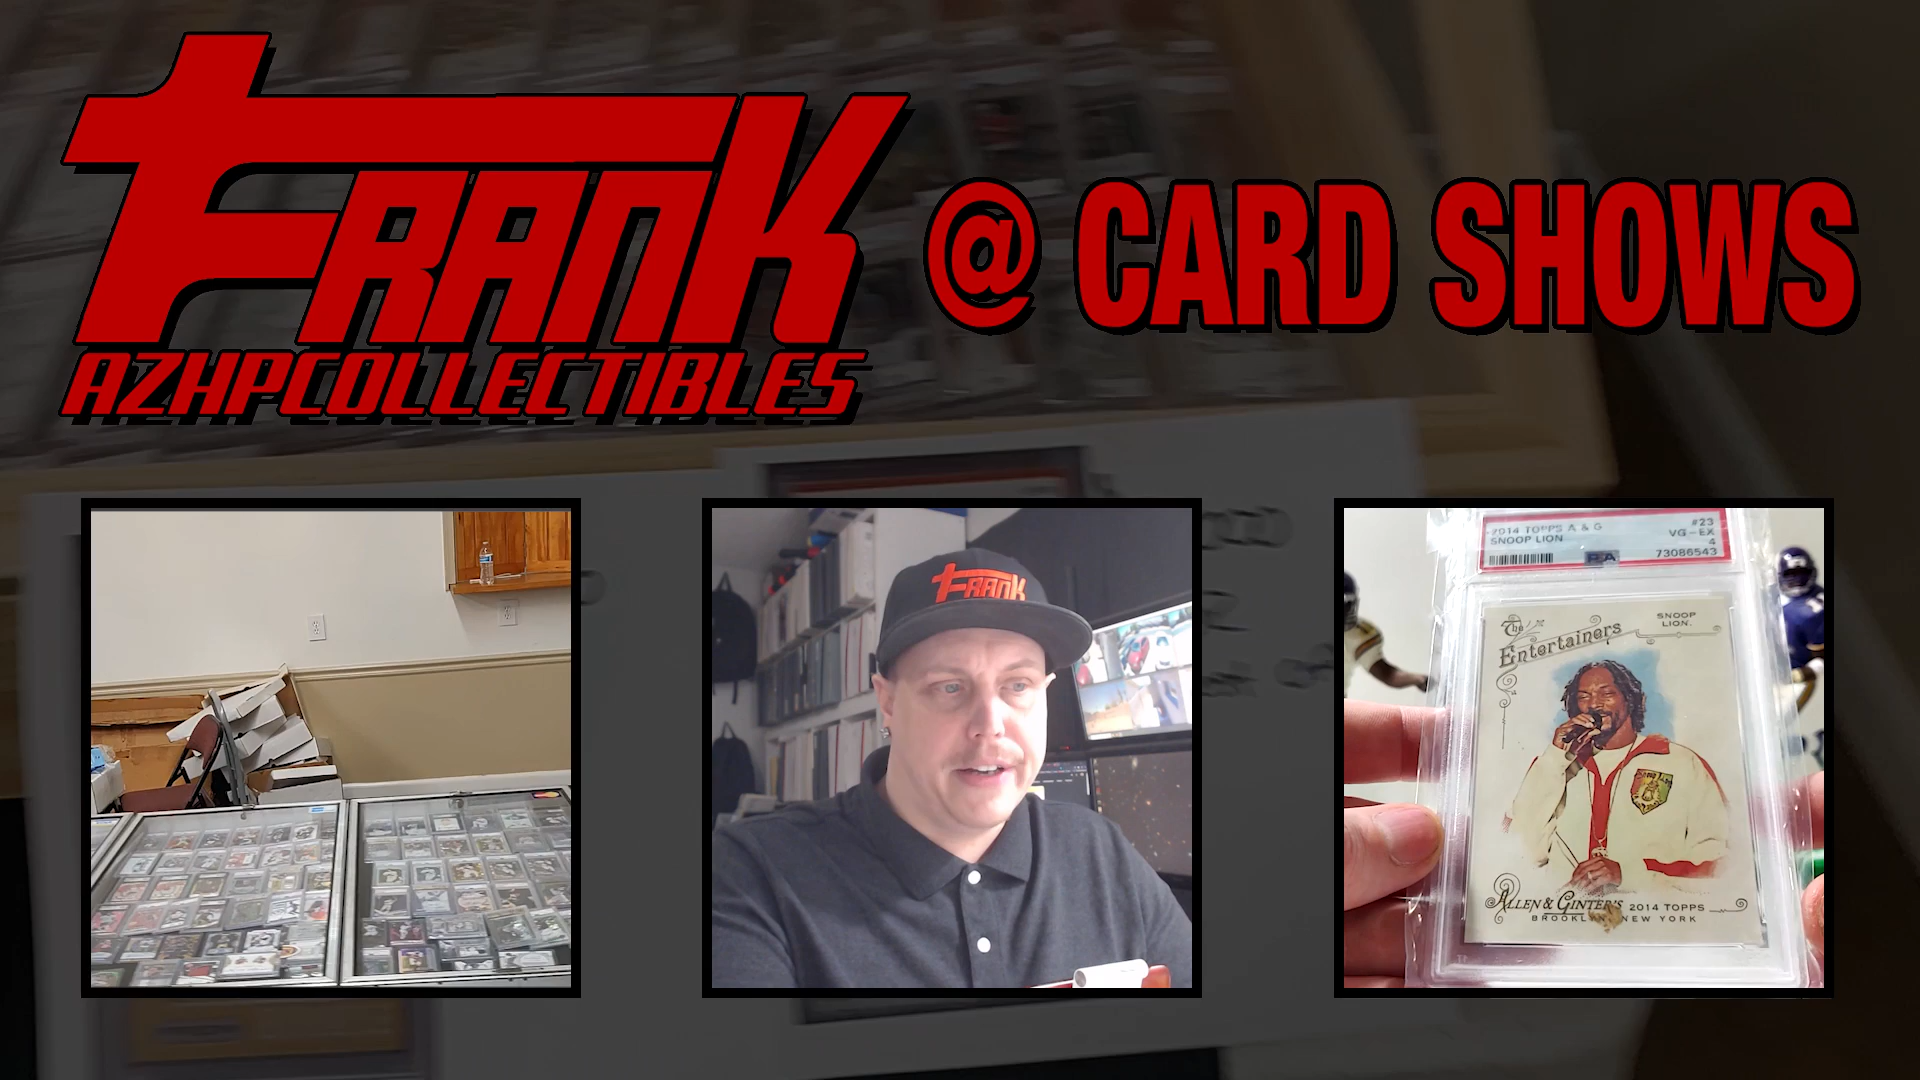 FRANK
@ CARD SHOWS
AZHPCOLLECTIBLES
FRANK
2014 TOPPS A & G #23
SNOOP LION VG-EX
4
PSA 73086543
The Entertainers
SNOOP
LION.
ALLEN & GINTER'S 2014 TOPPS
BROOKLYN, NEW YORK